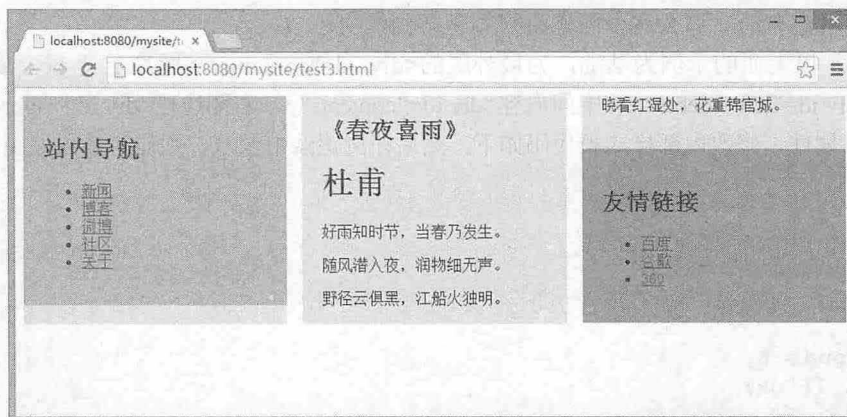 localhost:8080/mysite/t
localhost:8080/mysite/test3.html
站内导航
新闻
博客
微博
社区
关于
《春夜喜雨》
杜甫
好雨知时节，当春乃发生。
随风潜入夜，润物细无声。
野径云俱黑，江船火独明。
晓看红湿处，花重锦官城。
友情链接
百度
谷歌
360